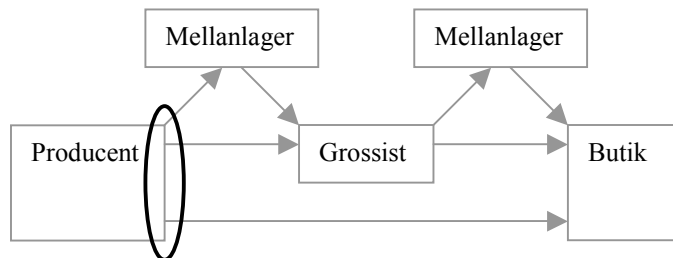 Mellanlager
Mellanlager
Producent
Grossist
Butik